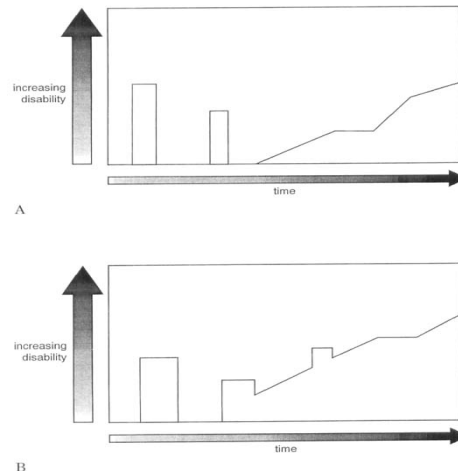 increasing
disability
time
A
increasing
disability
time
B